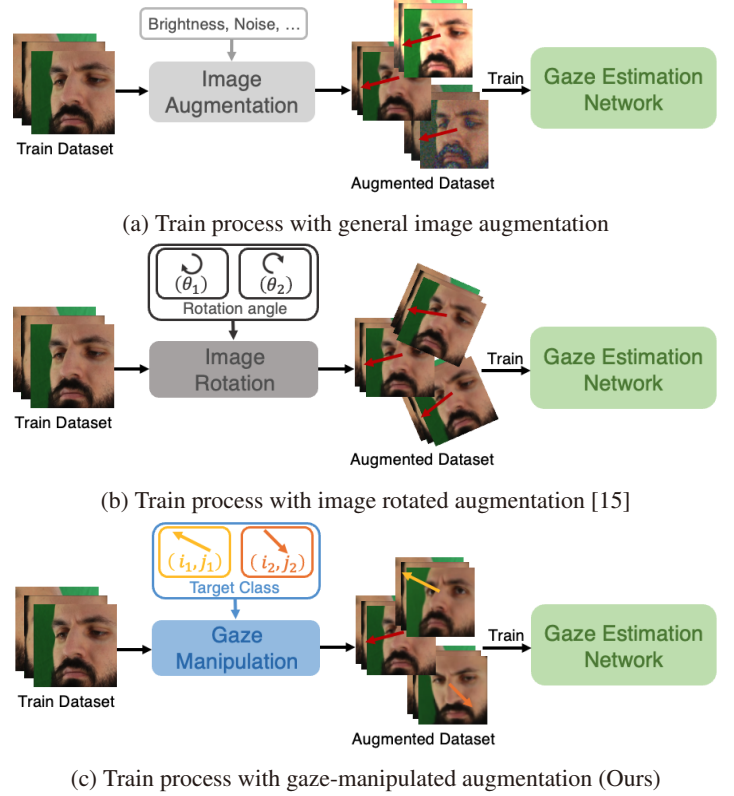 Brightness, Noise, ...
Image
Augmentation
Train Dataset
Train
Gaze Estimation
Network
Augmented Dataset
(a) Train process with general image augmentation
(θ₁)
(θ₂)
Rotation angle
Image
Rotation
Train Dataset
Train
Gaze Estimation
Network
Augmented Dataset
(b) Train process with image rotated augmentation [15]
(i₁, j₁)
(i₂, j₂)
Target Class
Gaze
Manipulation
Train Dataset
Train
Gaze Estimation
Network
Augmented Dataset
(c) Train process with gaze-manipulated augmentation (Ours)